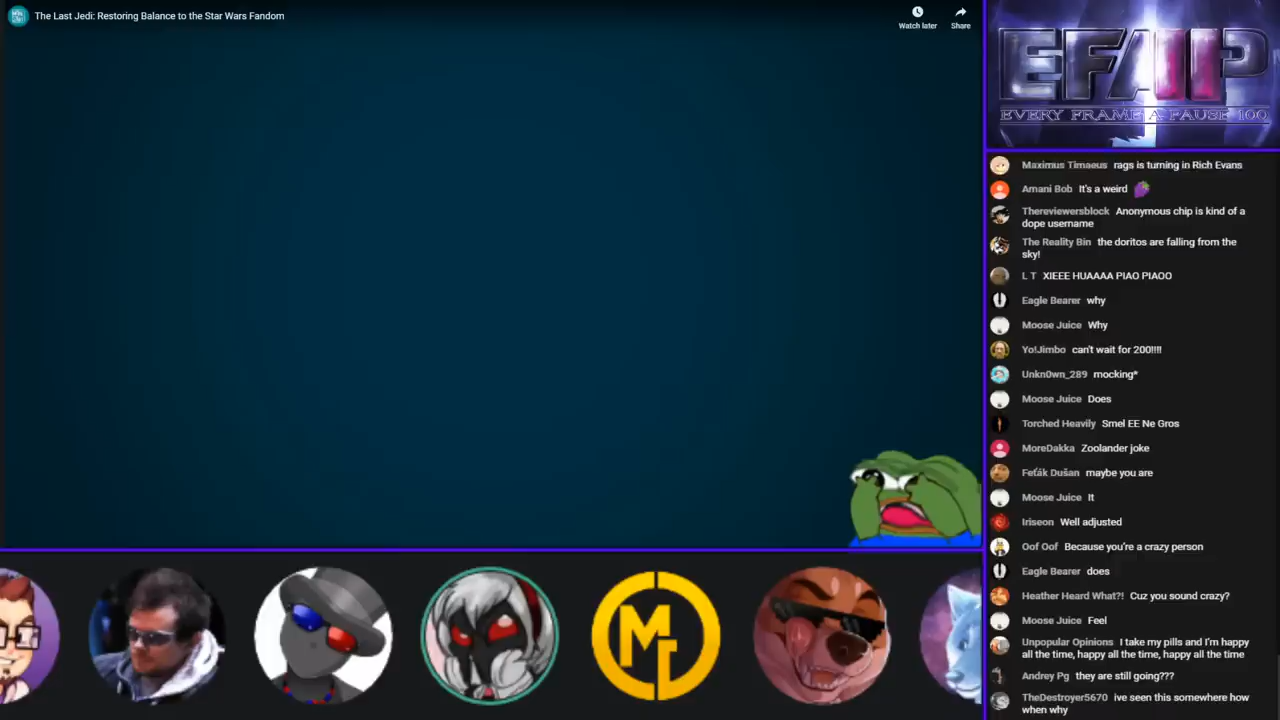 The Last Jedi: Restoring Balance to the Star Wars Fandom
Watch later
Share
EFAP
EVERY FRAME A PAUSE 100
Maximus Timaeus rags is turning in Rich Evans
Amani Bob It's a weird
Thereviewersblock Anonymous chip is kind of a
dope username
The Reality Bin the doritos are falling from the
sky!
L T XIEEE HUAAAA PIAO PIAOO
Eagle Bearer why
Moose Juice Why
Yo!Jimbo can't wait for 200!!!!
Unkn0wn_289 mocking*
Moose Juice Does
Torched Heavily Smel EE Ne Gros
MoreDakka Zoolander joke
Feťák Dušan maybe you are
Moose Juice It
Iriseon Well adjusted
Oof Oof Because you're a crazy person
Eagle Bearer does
Heather Heard What?! Cuz you sound crazy?
Moose Juice Feel
Unpopular Opinions I take my pills and I'm happy
all the time, happy all the time, happy all the time
Andrey Pg they are still going???
TheDestroyer5670 ive seen this somewhere how
when why